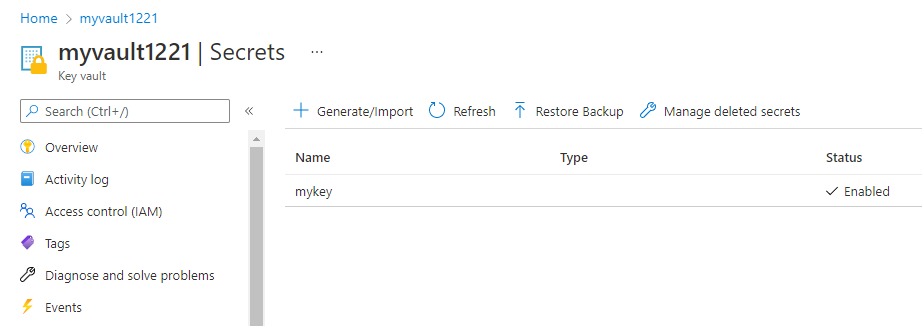 Home > myvault1221
myvault1221 | Secrets ...
Key vault
Search (Ctrl+/) «
+ Generate/Import Refresh Restore Backup Manage deleted secrets
Overview
Name Type Status
Activity log
mykey ✓ Enabled
Access control (IAM)
Tags
Diagnose and solve problems
Events